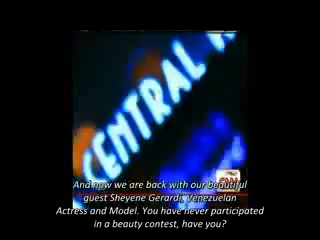 CENTRAL
CNN
And now we are back with our beautiful
guest Sheyene Gerardi, Venezuelan
Actress and Model. You have never participated
in a beauty contest, have you?